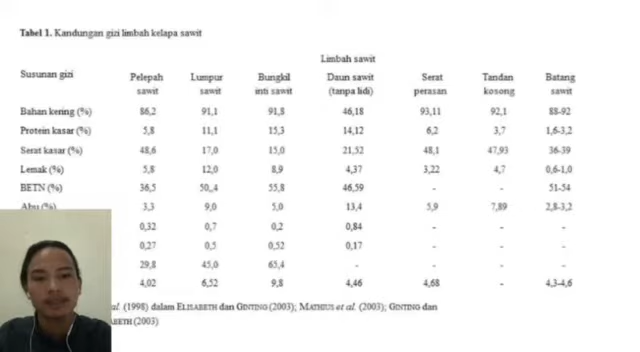 Tabel 1. Kandungan gizi limbah kelapa sawit
Limbah sawit
Susunan gizi Pelepah sawit Lumpur sawit Bungkil inti sawit Daun sawit (tanpa lidi) Serat perasan Tandan kosong Batang sawit
Bahan kering (%) 86,2 91,1 91,8 46,18 93,11 92,1 88-92
Protein kasar (%) 5,8 11,1 15,3 14,12 6,2 3,7 1,6-3,2
Serat kasar (%) 48,6 17,0 15,0 21,52 48,1 47,93 36-39
Lemak (%) 5,8 12,0 8,9 4,37 3,22 4,7 0,6-1,0
BETN (%) 36,5 50,,4 55,8 46,59 - - 51-54
Abu (%) 3,3 9,0 5,0 13,4 5,9 7,89 2,8-3,2
0,32 0,7 0,2 0,84 - - -
0,27 0,5 0,52 0,17 - - -
29,8 45,0 65,4 - - - -
4,02 6,52 9,8 4,46 4,68 - 4,3-4,6
al. (1998) dalam ELISABETH dan GINTING (2003); MATHIUS et al. (2003); GINTING dan
(2003)